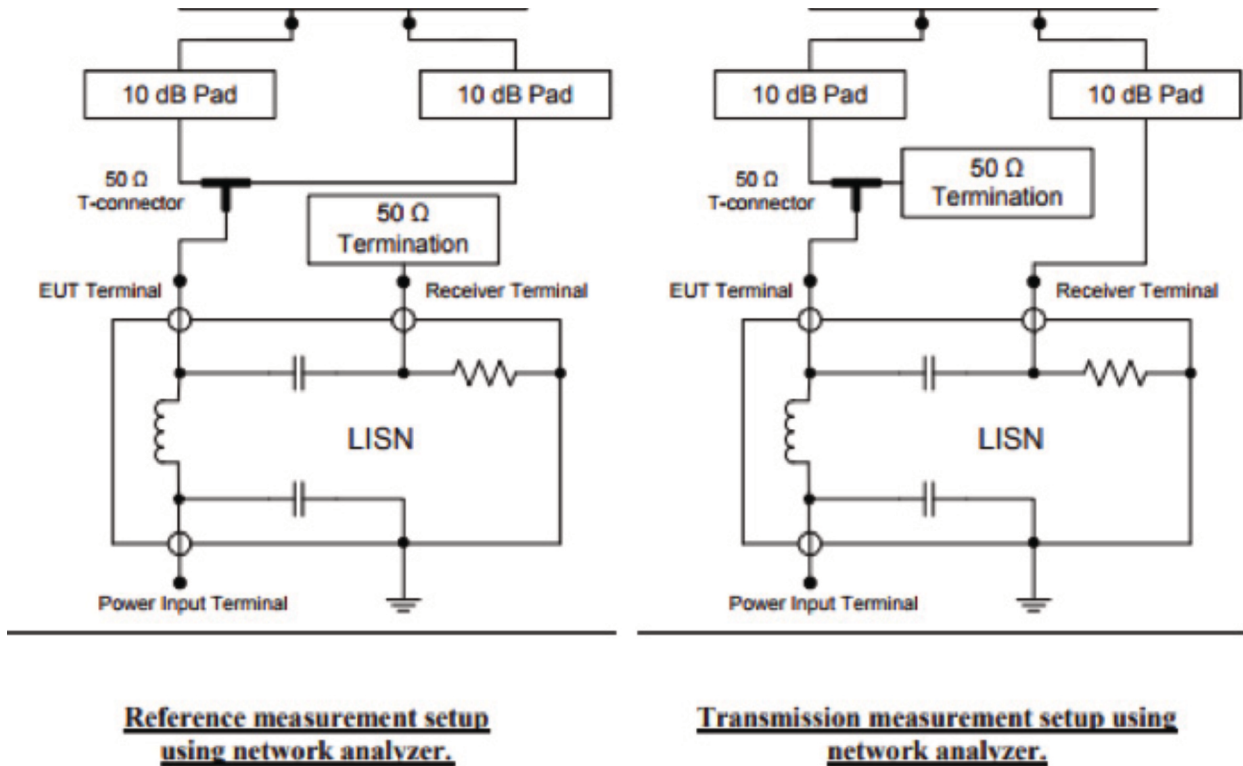 10 dB Pad
10 dB Pad
50 Ω
T-connector
50 Ω
Termination
EUT Terminal
Receiver Terminal
LISN
Power Input Terminal
Reference measurement setup
using network analyzer.
10 dB Pad
10 dB Pad
50 Ω
T-connector
50 Ω
Termination
EUT Terminal
Receiver Terminal
LISN
Power Input Terminal
Transmission measurement setup using
network analyzer.